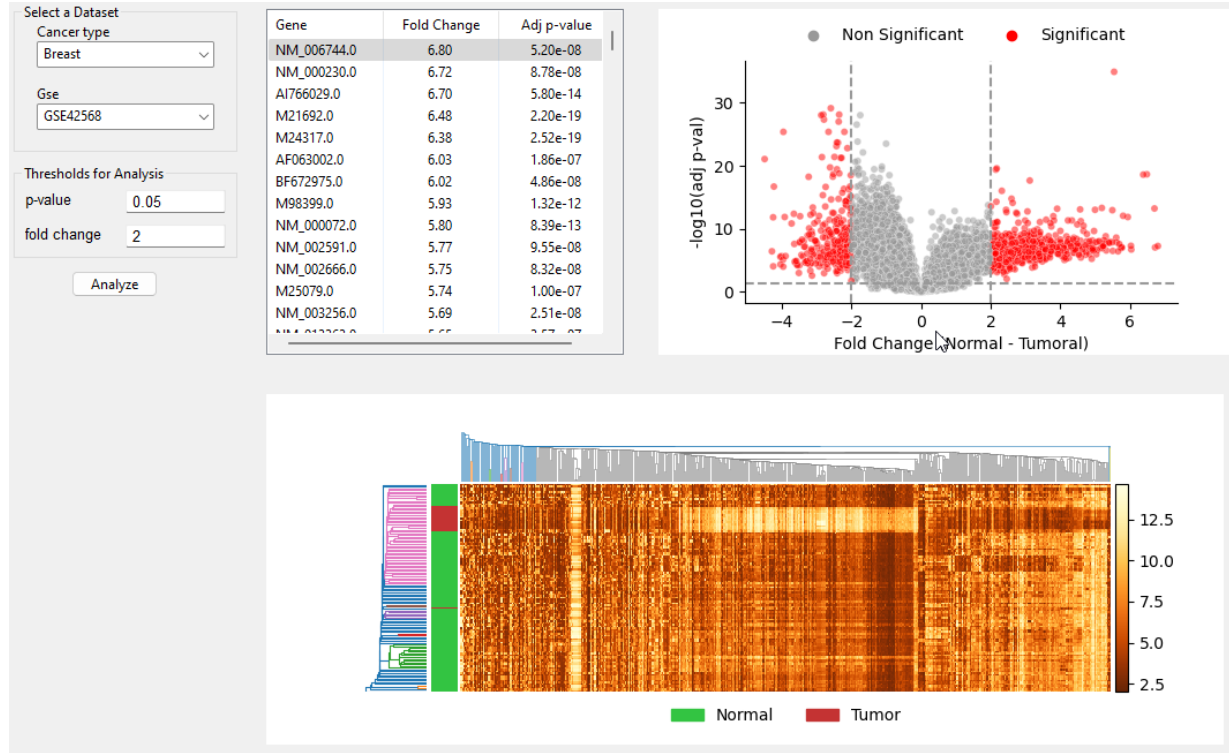 Select a Dataset
Cancer type
Breast
Gse
GSE42568
Thresholds for Analysis
p-value 0.05
fold change 2
Analyze
Gene Fold Change Adj p-value
NM_006744.0 6.80 5.20e-08
NM_000230.0 6.72 8.78e-08
AI766029.0 6.70 5.80e-14
M21692.0 6.48 2.20e-19
M24317.0 6.38 2.52e-19
AF063002.0 6.03 1.86e-07
BF672975.0 6.02 4.86e-08
M98399.0 5.93 1.32e-12
NM_000072.0 5.80 8.39e-13
NM_002591.0 5.77 9.55e-08
NM_002666.0 5.75 8.32e-08
M25079.0 5.74 1.00e-07
NM_003256.0 5.69 2.51e-08
Non Significant Significant
-log10(adj p-val)
30
20
10
0
−4 −2 0 2 4 6
Fold Change Normal - Tumoral)
12.5
10.0
7.5
5.0
2.5
Normal Tumor